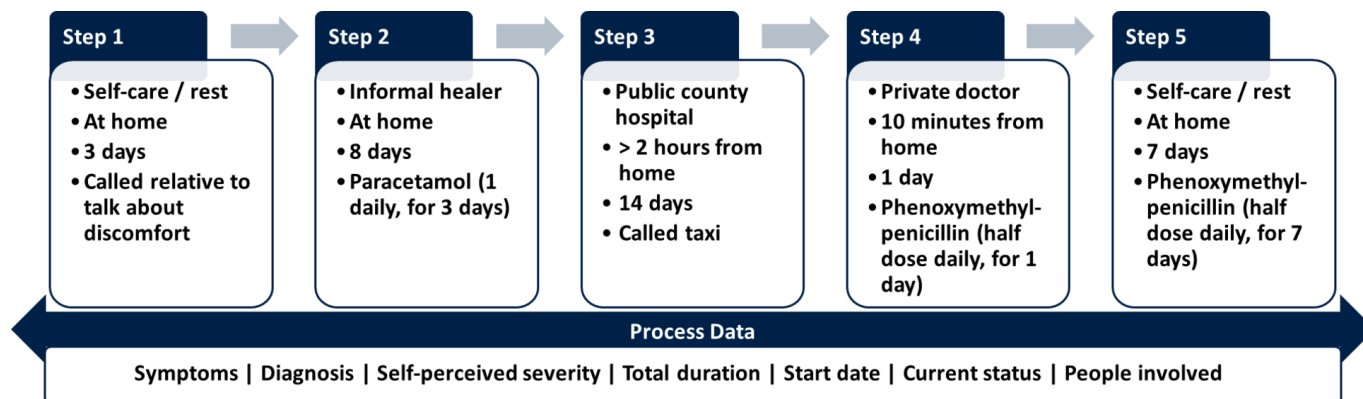 Step 1
• Self-care / rest
• At home
• 3 days
• Called relative to
talk about
discomfort
Step 2
• Informal healer
• At home
• 8 days
• Paracetamol (1
daily, for 3 days)
Step 3
• Public county
hospital
• > 2 hours from
home
• 14 days
• Called taxi
Step 4
• Private doctor
• 10 minutes from
home
• 1 day
• Phenoxymethyl-
penicillin (half
dose daily, for 1
day)
Step 5
• Self-care / rest
• At home
• 7 days
• Phenoxymethyl-
penicillin (half
dose daily, for 7
days)
Process Data
Symptoms | Diagnosis | Self-perceived severity | Total duration | Start date | Current status | People involved